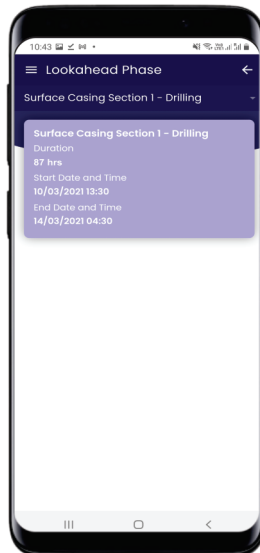 10:43
Lookahead Phase
Surface Casing Section 1 - Drilling
Surface Casing Section 1 - Drilling
Duration
87 hrs
Start Date and Time
10/03/2021 13:30
End Date and Time
14/03/2021 04:30